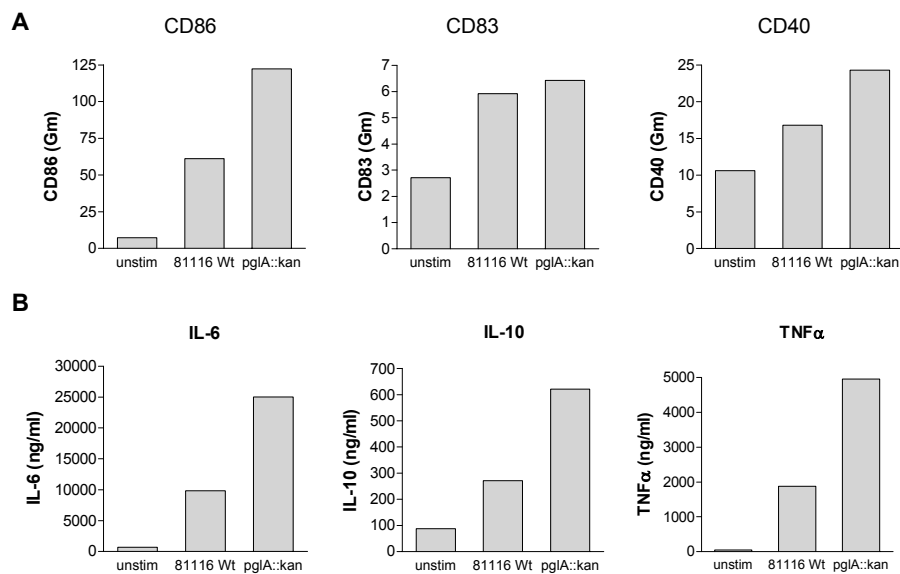 A
CD86
CD86 (Gm)
125
100
75
50
25
0
unstim 81116 Wt pglA::kan
CD83
CD83 (Gm)
7
6
5
4
3
2
1
0
unstim 81116 Wt pglA::kan
CD40
CD40 (Gm)
25
20
15
10
5
0
unstim 81116 Wt pglA::kan
B
IL-6
IL-6 (ng/ml)
30000
25000
20000
15000
10000
5000
0
unstim 81116 Wt pglA::kan
IL-10
IL-10 (ng/ml)
700
600
500
400
300
200
100
0
unstim 81116 Wt pglA::kan
TNFα
TNFα (ng/ml)
5000
4000
3000
2000
1000
0
unstim 81116 Wt pglA::kan